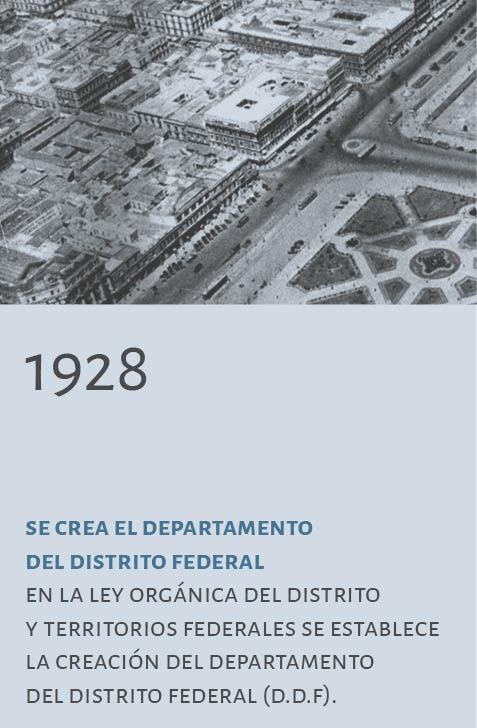 1928
SE CREA EL DEPARTAMENTO
DEL DISTRITO FEDERAL
EN LA LEY ORGÁNICA DEL DISTRITO
Y TERRITORIOS FEDERALES SE ESTABLECE
LA CREACIÓN DEL DEPARTAMENTO
DEL DISTRITO FEDERAL (D.D.F).